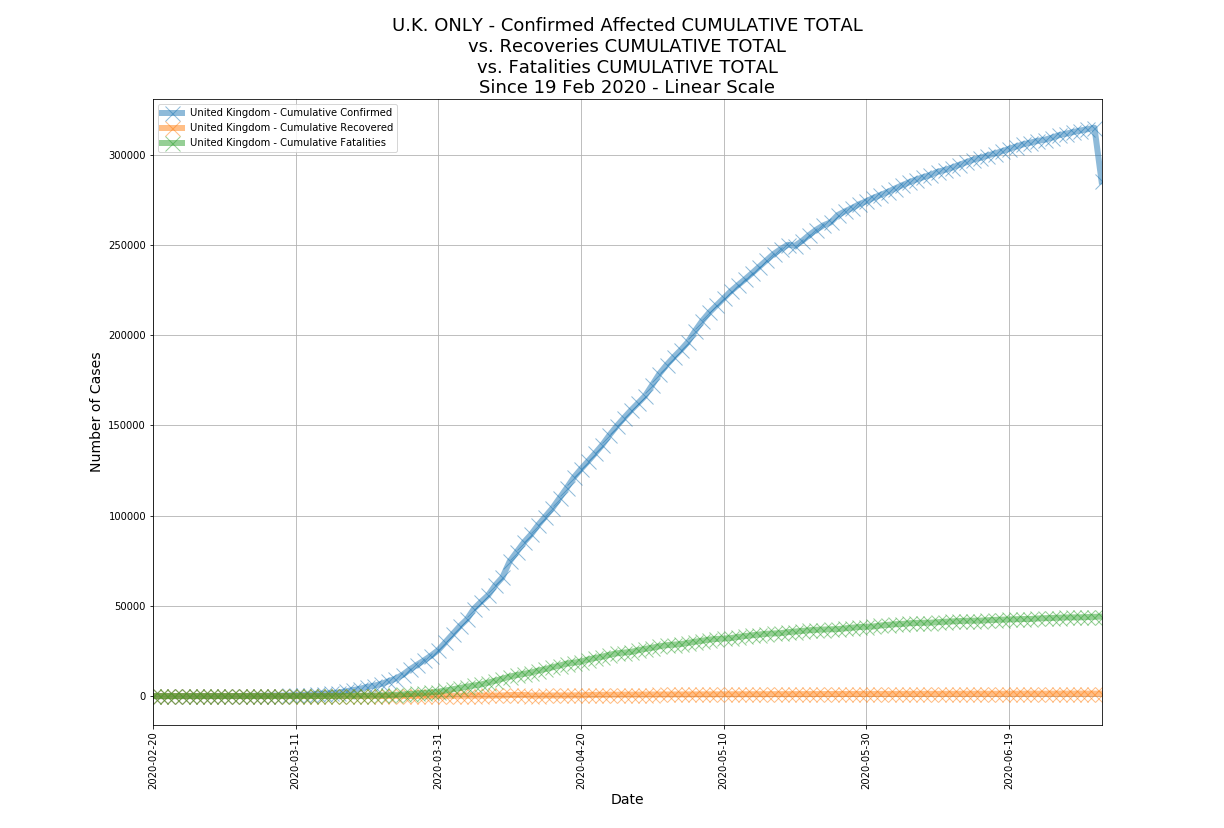 U.K. ONLY - Confirmed Affected CUMULATIVE TOTAL
vs. Recoveries CUMULATIVE TOTAL
vs. Fatalities CUMULATIVE TOTAL
Since 19 Feb 2020 - Linear Scale
United Kingdom - Cumulative Confirmed
United Kingdom - Cumulative Recovered
United Kingdom - Cumulative Fatalities
300000
250000
200000
150000
100000
50000
0
Number of Cases
2020-02-20
2020-03-11
2020-03-31
2020-04-20
2020-05-10
2020-05-30
2020-06-19
Date